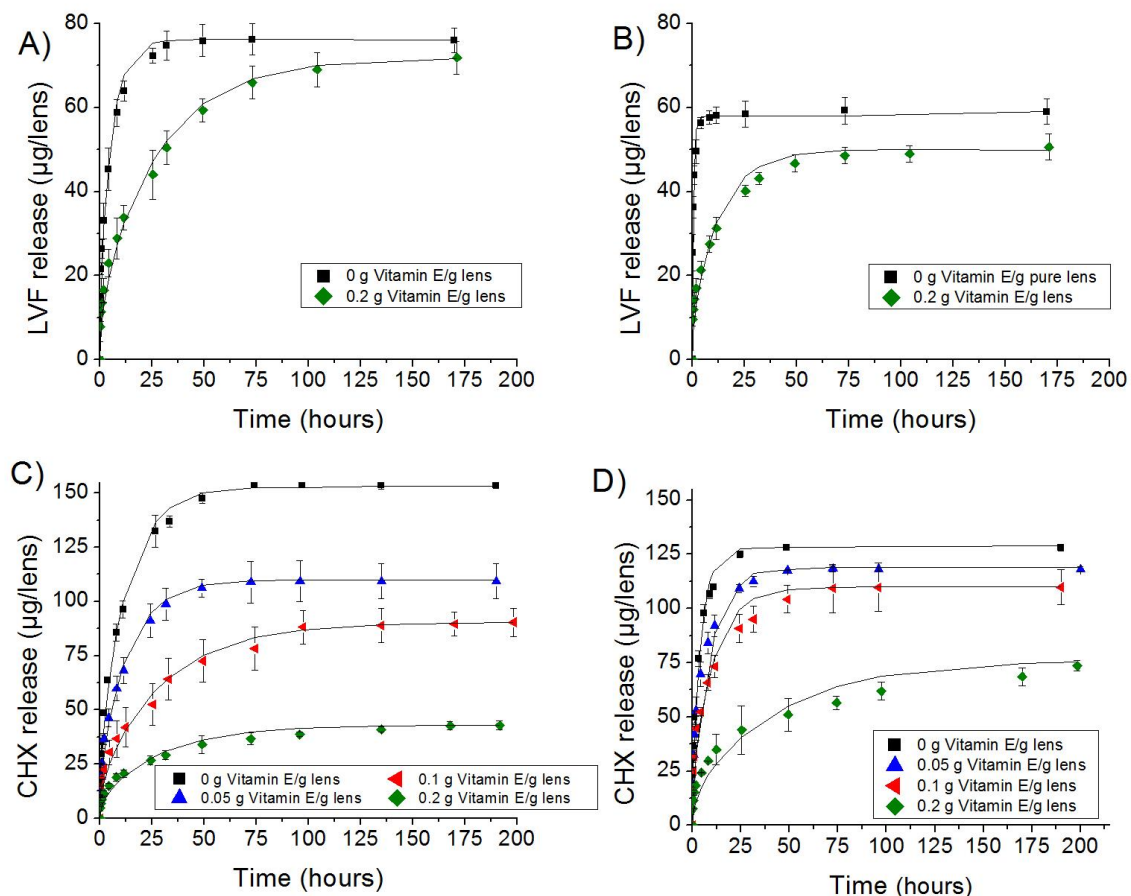 A)
80
60
40
20
0
LVF release (µg/lens)
0 g Vitamin E/g lens
0.2 g Vitamin E/g lens
0 25 50 75 100 125 150 175 200
Time (hours)
B)
80
60
40
20
0
LVF release (µg/lens)
0 g Vitamin E/g pure lens
0.2 g Vitamin E/g lens
0 25 50 75 100 125 150 175 200
Time (hours)
C)
150
125
100
75
50
25
0
CHX release (µg/lens)
0 g Vitamin E/g lens
0.05 g Vitamin E/g lens
0.1 g Vitamin E/g lens
0.2 g Vitamin E/g lens
0 25 50 75 100 125 150 175 200
Time (hours)
D)
150
125
100
75
50
25
0
CHX release (µg/lens)
0 g Vitamin E/g lens
0.05 g Vitamin E/g lens
0.1 g Vitamin E/g lens
0.2 g Vitamin E/g lens
0 25 50 75 100 125 150 175 200
Time (hours)